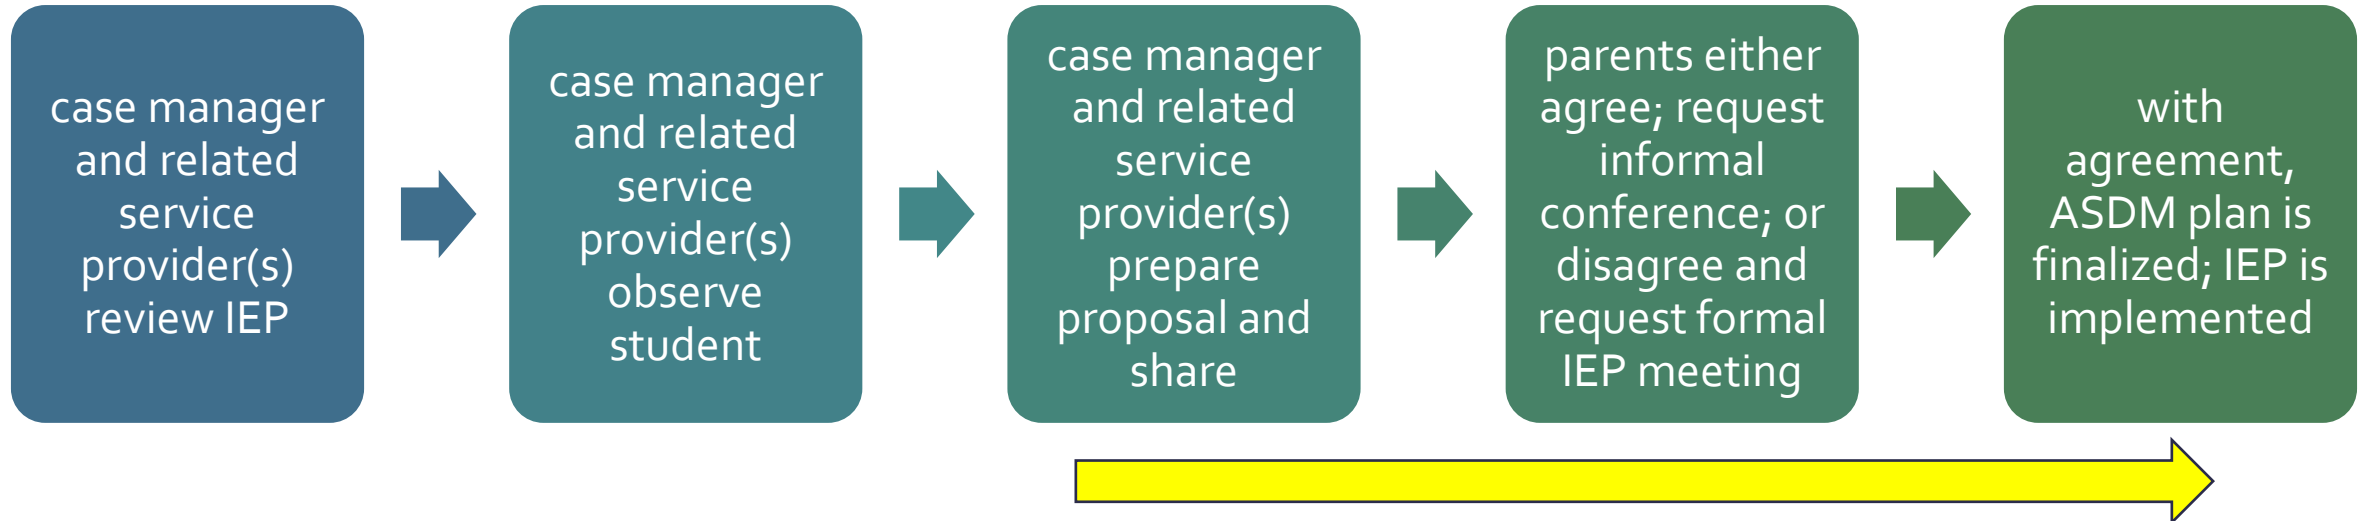 case manager
and related
service
provider(s)
review IEP
case manager
and related
service
provider(s)
observe
student
case manager
and related
service
provider(s)
prepare
proposal and
share
parents either
agree; request
informal
conference; or
disagree and
request formal
IEP meeting
with
agreement,
ASDM plan is
finalized; IEP is
implemented